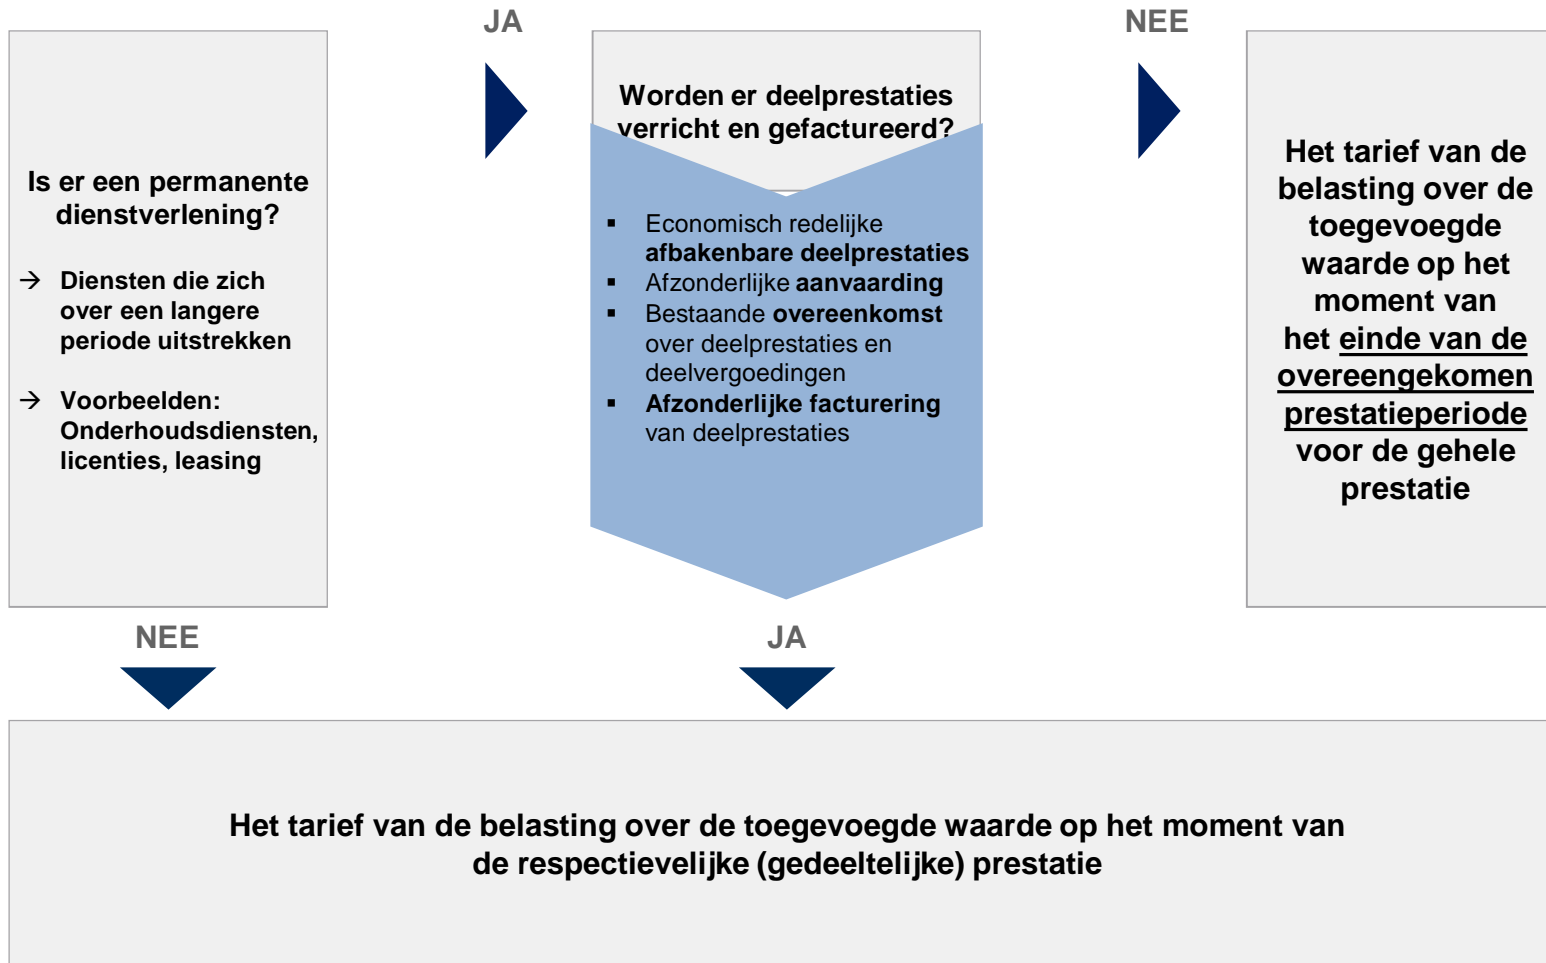 Is er een permanente
dienstverlening?
→ Diensten die zich
over een langere
periode uitstrekken
→ Voorbeelden:
Onderhoudsdiensten,
licenties, leasing
JA
Worden er deelprestaties
verricht en gefactureerd?
▪ Economisch redelijke
afbakenbare deelprestaties
▪ Afzonderlijke aanvaarding
▪ Bestaande overeenkomst
over deelprestaties en
deelvergoedingen
▪ Afzonderlijke facturering
van deelprestaties
NEE
Het tarief van de
belasting over de
toegevoegde
waarde op het
moment van
het einde van de
overeengekomen
prestatieperiode
voor de gehele
prestatie
NEE
JA
Het tarief van de belasting over de toegevoegde waarde op het moment van
de respectievelijke (gedeeltelijke) prestatie